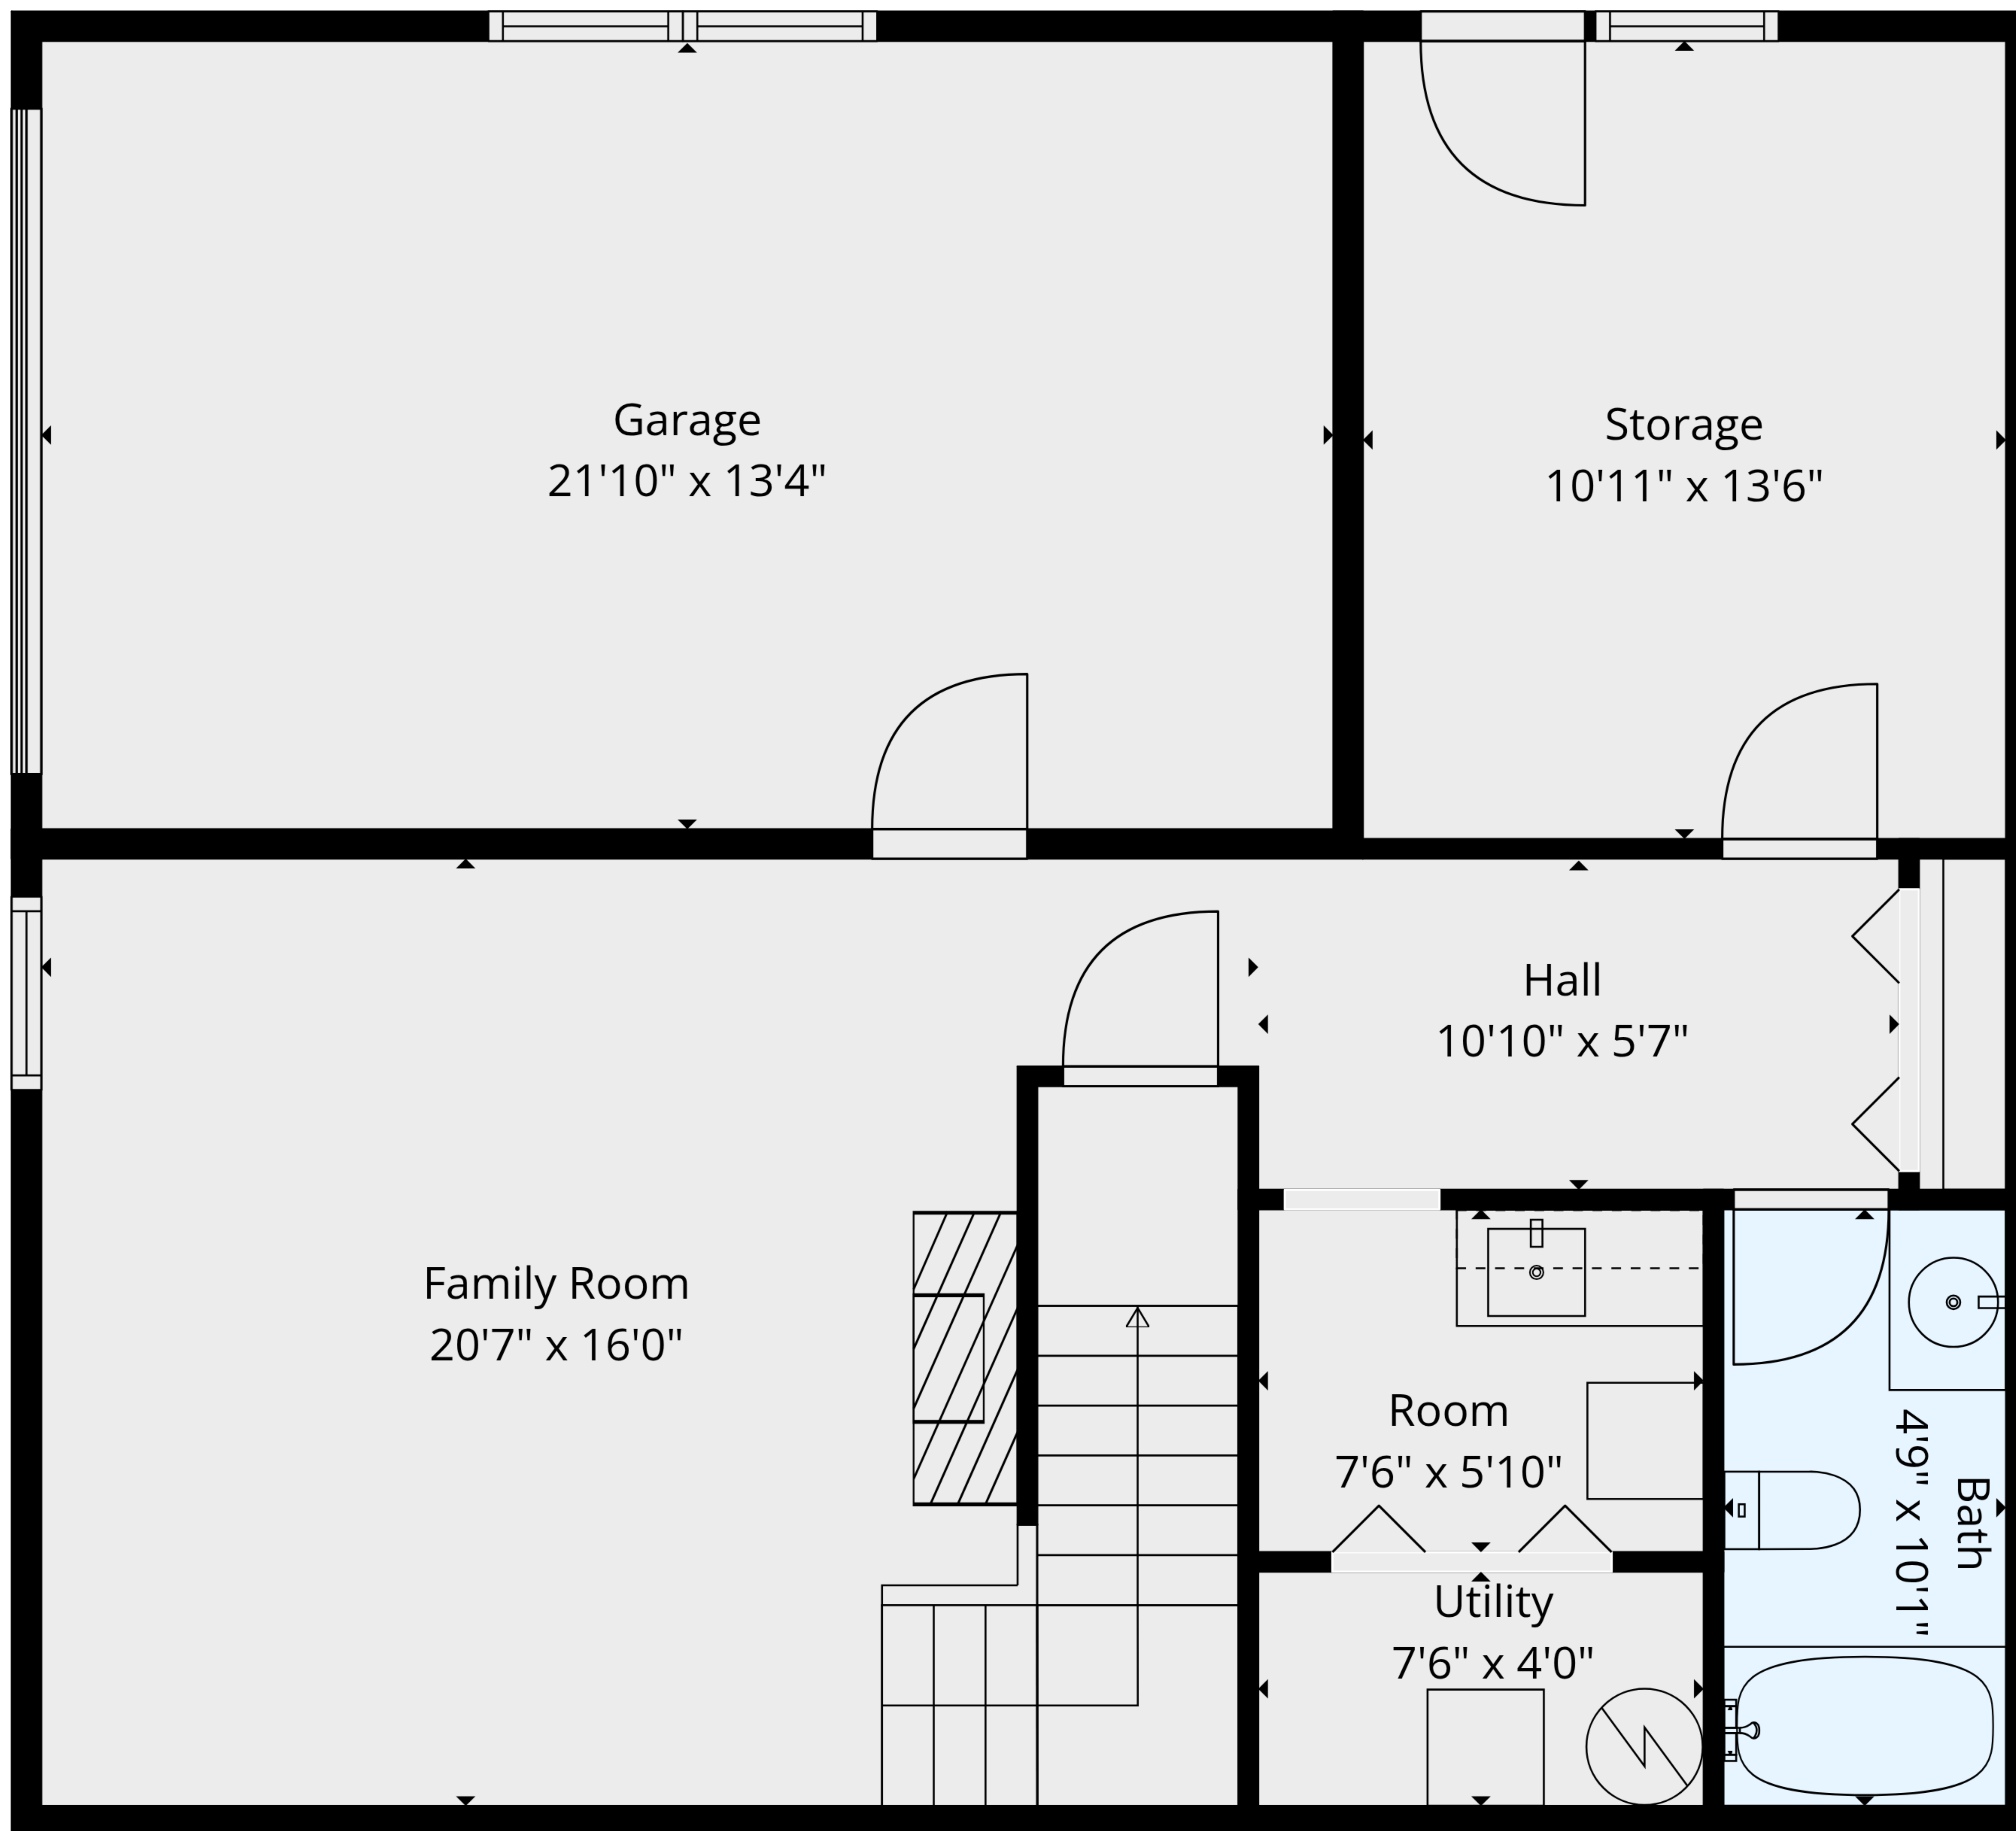 Garage
21'10" x 13'4"
Storage
10'11" x 13'6"
Hall
10'10" x 5'7"
Family Room
20'7" x 16'0"
Room
7'6" x 5'10"
Bath
4'9" x 10'1"
Utility
7'6" x 4'0"